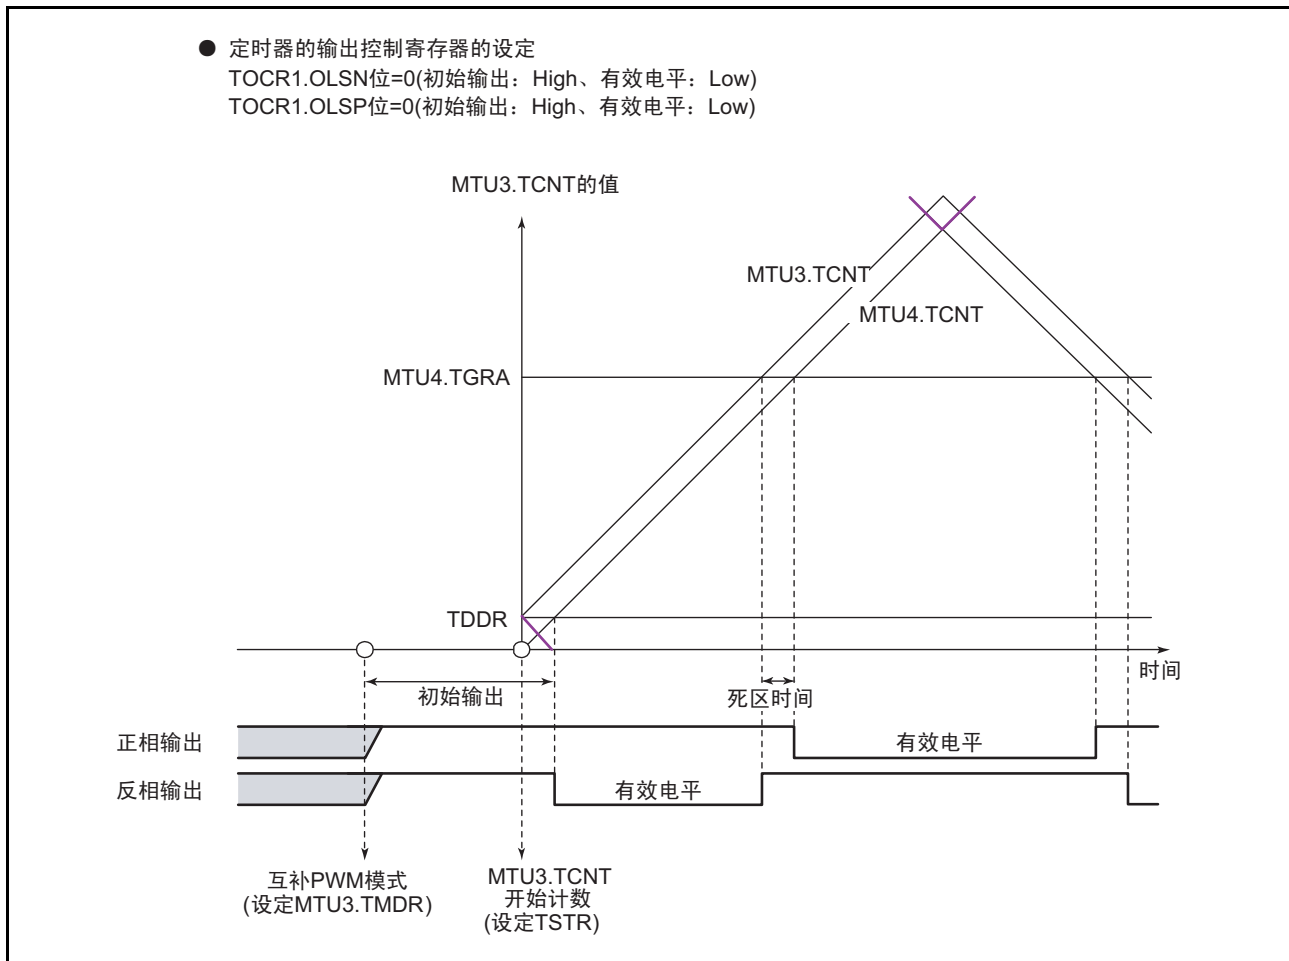 ● 定时器的输出控制寄存器的设定
TOCR1.OLSN位=0(初始输出：High、有效电平：Low)
TOCR1.OLSP位=0(初始输出：High、有效电平：Low)
MTU3.TCNT的值
MTU3.TCNT
MTU4.TCNT
MTU4.TGRA
TDDR
时间
初始输出
死区时间
正相输出
有效电平
反相输出
有效电平
互补PWM模式
(设定MTU3.TMDR)
MTU3.TCNT
开始计数
(设定TSTR)